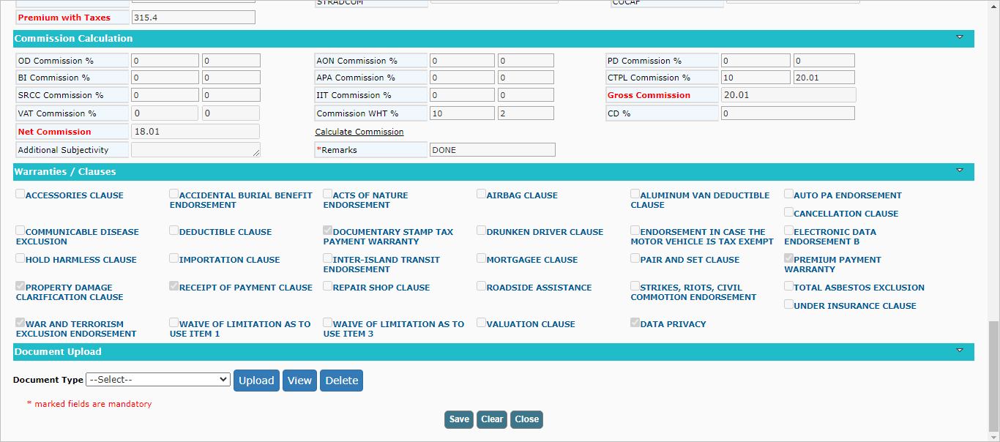 STRADCOM COCAF
Premium with Taxes 315.4
Commission Calculation
OD Commission % 0 0 AON Commission % 0 0 PD Commission % 0 0
BI Commission % 0 0 APA Commission % 0 0 CTPL Commission % 10 20.01
SRCC Commission % 0 0 IIT Commission % 0 0 Gross Commission 20.01
VAT Commission % 0 0 Commission WHT % 10 2 CD % 0
Net Commission 18.01 Calculate Commission
Additional Subjectivity *Remarks DONE
Warranties / Clauses
ACCESSORIES CLAUSE
ACCIDENTAL BURIAL BENEFIT
ENDORSEMENT
ACTS OF NATURE
ENDORSEMENT
AIRBAG CLAUSE
ALUMINUM VAN DEDUCTIBLE
CLAUSE
AUTO PA ENDORSEMENT
CANCELLATION CLAUSE
COMMUNICABLE DISEASE
EXCLUSION
DEDUCTIBLE CLAUSE
DOCUMENTARY STAMP TAX
PAYMENT WARRANTY
DRUNKEN DRIVER CLAUSE
ENDORSEMENT IN CASE THE
MOTOR VEHICLE IS TAX EXEMPT
ELECTRONIC DATA
ENDORSEMENT B
HOLD HARMLESS CLAUSE
IMPORTATION CLAUSE
INTER-ISLAND TRANSIT
ENDORSEMENT
MORTGAGEE CLAUSE
PAIR AND SET CLAUSE
PREMIUM PAYMENT
WARRANTY
PROPERTY DAMAGE
CLARIFICATION CLAUSE
RECEIPT OF PAYMENT CLAUSE
REPAIR SHOP CLAUSE
ROADSIDE ASSISTANCE
STRIKES, RIOTS, CIVIL
COMMOTION ENDORSEMENT
TOTAL ASBESTOS EXCLUSION
UNDER INSURANCE CLAUSE
WAR AND TERRORISM
EXCLUSION ENDORSEMENT
WAIVE OF LIMITATION AS TO
USE ITEM 1
WAIVE OF LIMITATION AS TO
USE ITEM 3
VALUATION CLAUSE
DATA PRIVACY
Document Upload
Document Type --Select-- Upload View Delete
* marked fields are mandatory
Save Clear Close